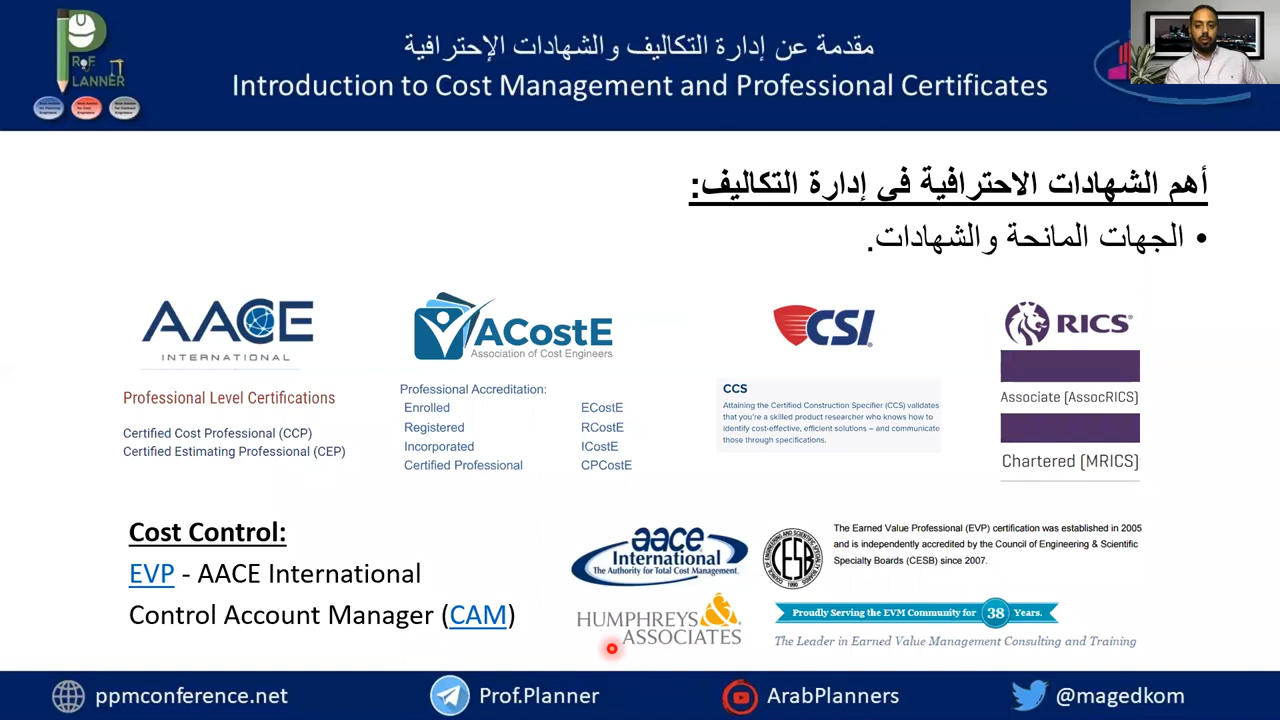 مقدمة عن إدارة التكاليف والشهادات الإحترافية
Introduction to Cost Management and Professional Certificates
Prof
PLANNER
أهم الشهادات الاحترافية في إدارة التكاليف:
• الجهات المانحة والشهادات.
AACE
INTERNATIONAL
Professional Level Certifications
Certified Cost Professional (CCP)
Certified Estimating Professional (CEP)
ACostE
Association of Cost Engineers
Professional Accreditation:
Enrolled ECostE
Registered RCostE
Incorporated ICostE
Certified Professional CPCostE
CSI
CCS
Attaining the Certified Construction Specifier (CCS) validates
that you're a skilled product researcher who knows how to
identify cost-effective, efficient solutions – and communicate
those through specifications.
RICS
Associate (AssocRICS)
Chartered (MRICS)
Cost Control:
EVP - AACE International
Control Account Manager (CAM)
aace
International
The Authority for Total Cost Management.
CESB
1990
The Earned Value Professional (EVP) certification was established in 2005
and is independently accredited by the Council of Engineering & Scientific
Specialty Boards (CESB) since 2007.
HUMPHREYS &
ASSOCIATES
Proudly Serving the EVM Community for 38 Years.
The Leader in Earned Value Management Consulting and Training
ppmconference.net
Prof.Planner
ArabPlanners
@magedkom